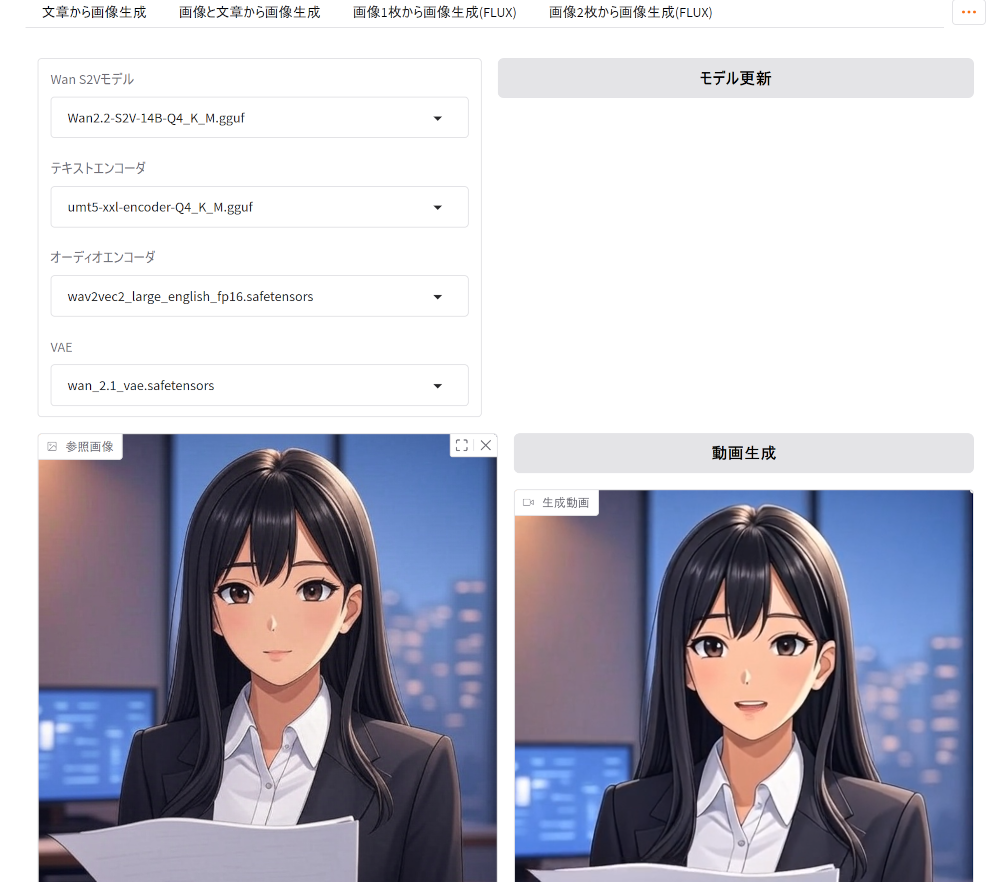 文章から画像生成 画像と文章から画像生成 画像1枚から画像生成(FLUX) 画像2枚から画像生成(FLUX)
Wan S2Vモデル
Wan2.2-S2V-14B-Q4_K_M.gguf
テキストエンコーダ
umt5-xxl-encoder-Q4_K_M.gguf
オーディオエンコーダ
wav2vec2_large_english_fp16.safetensors
VAE
wan_2.1_vae.safetensors
モデル更新
参照画像
動画生成
生成動画